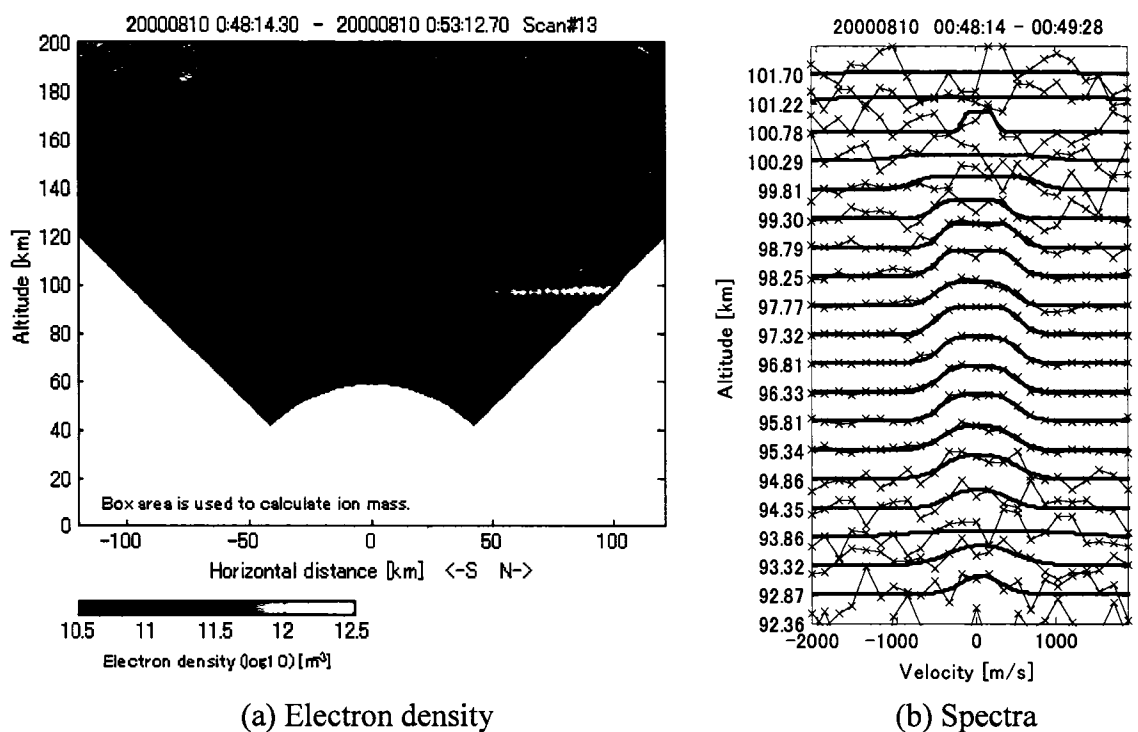 20000810 0:48:14.30 - 20000810 0:53:12.70 Scan#13
200
180
160
140
120
100
80
60
40
20
0
Altitude [km]
Box area is used to calculate ion mass.
-100 -50 0 50 100
Horizontal distance [km] <-S N->
10.5 11 11.5 12 12.5
Electron density (log10) [m³]
(a) Electron density
20000810 00:48:14 - 00:49:28
101.70
101.22
100.78
100.29
99.81
99.30
98.79
98.25
97.77
97.32
96.81
96.33
95.81
95.34
94.86
94.35
93.86
93.32
92.87
92.36
Altitude [km]
-2000 -1000 0 1000
Velocity [m/s]
(b) Spectra